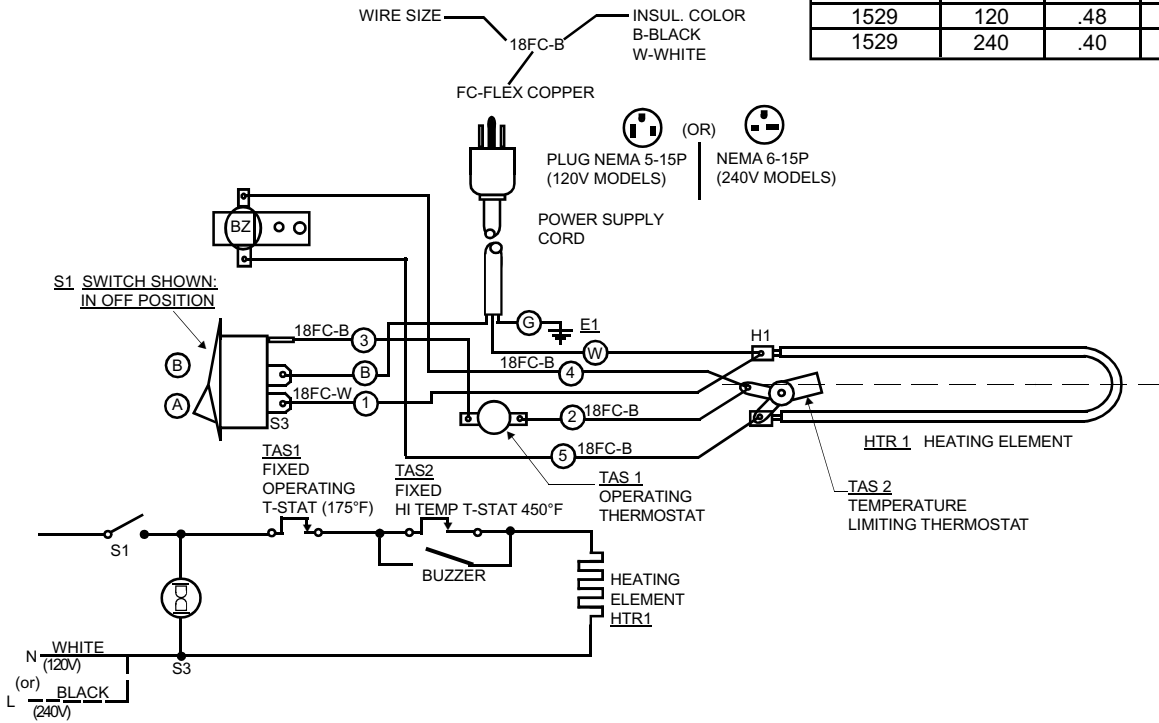 WIRE SIZE
INSUL. COLOR
B-BLACK
W-WHITE
18FC-B
FC-FLEX COPPER
1529 120 .48
1529 240 .40
(OR)
PLUG NEMA 5-15P
(120V MODELS)
NEMA 6-15P
(240V MODELS)
POWER SUPPLY
CORD
BZ
S1 SWITCH SHOWN:
IN OFF POSITION
G
E1
H1
18FC-B
3
W
18FC-B
4
B
B
A
18FC-W
1
S3
2
18FC-B
5
18FC-B
HTR 1 HEATING ELEMENT
TAS1
FIXED
OPERATING
T-STAT (175°F)
TAS2
FIXED
HI TEMP T-STAT 450°F
TAS 1
OPERATING
THERMOSTAT
TAS 2
TEMPERATURE
LIMITING THERMOSTAT
S1
BUZZER
HEATING
ELEMENT
HTR1
N WHITE
(120V)
S3
(or)
L BLACK
(240V)